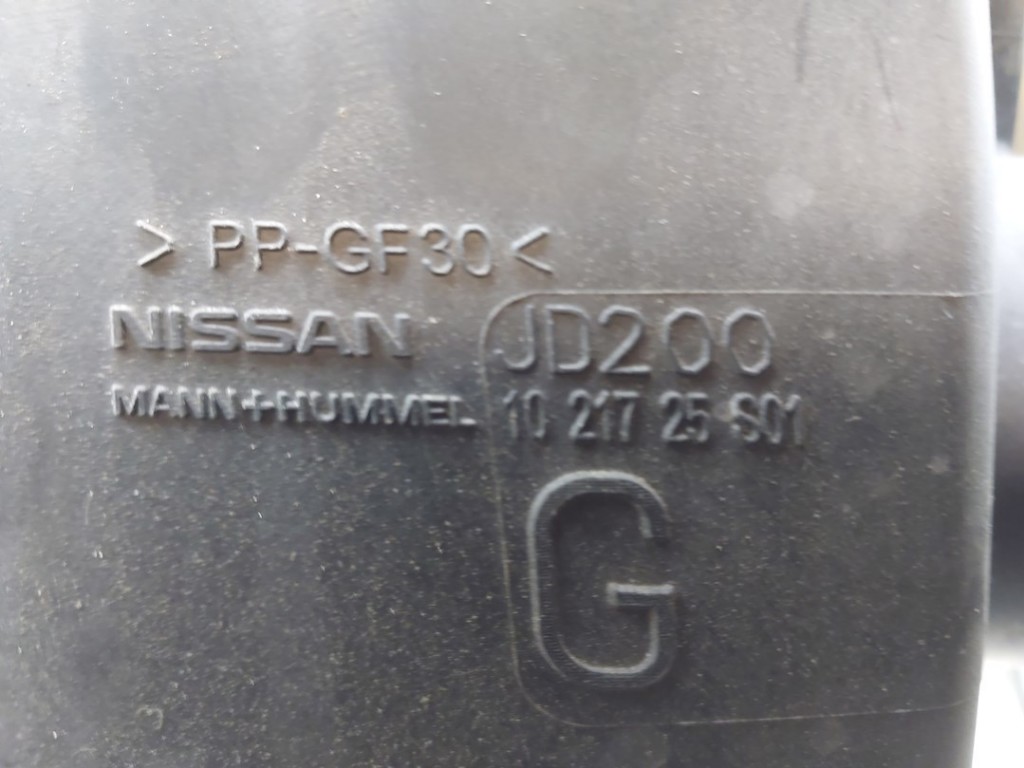 > PP-GF30 <
NISSAN JD200
MANN+HUMMEL 10 217 25 S01
G